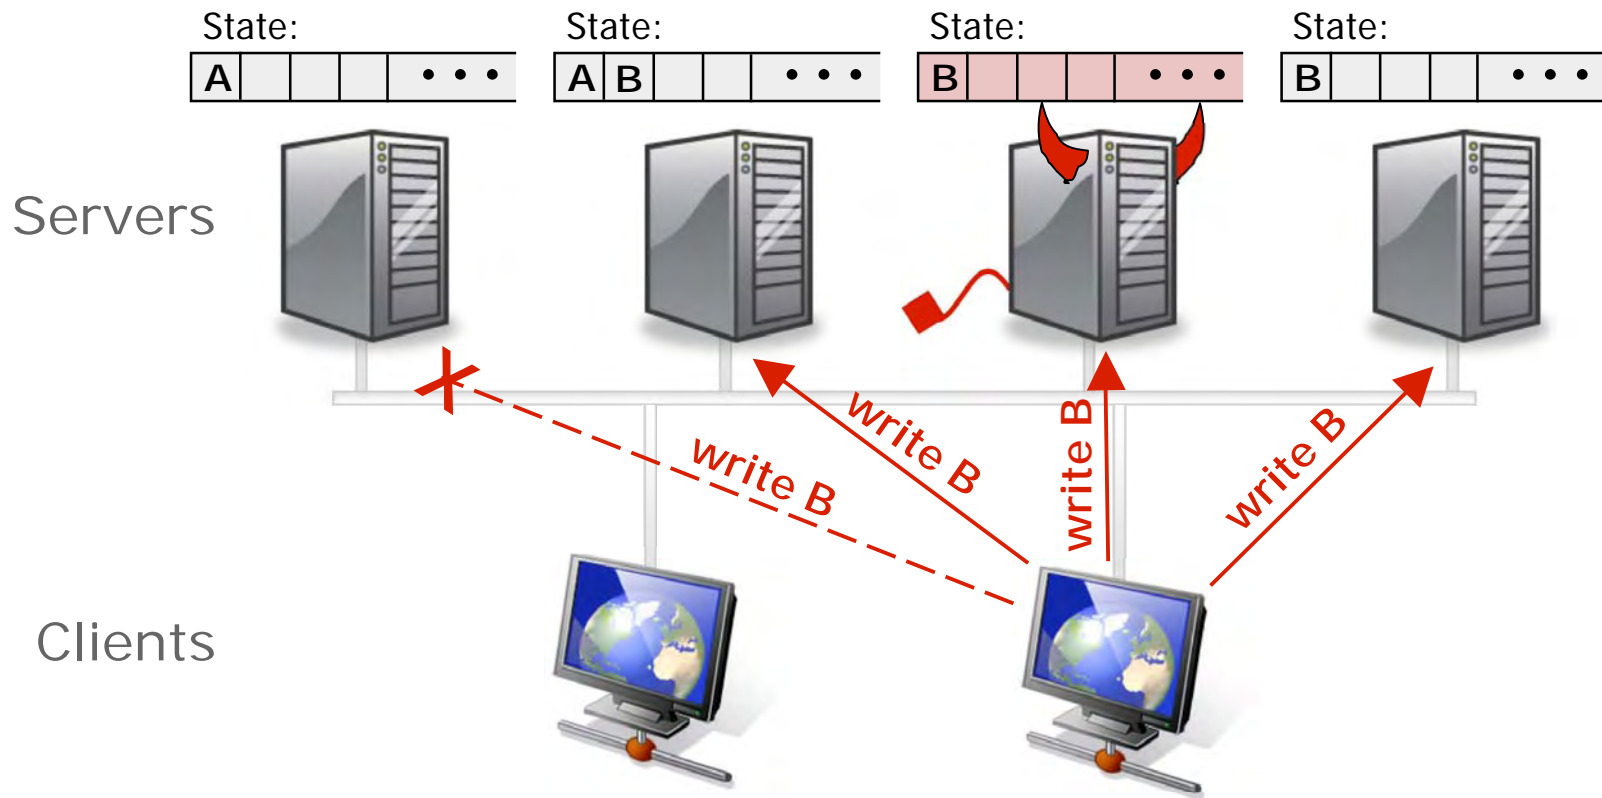 State: State: State: State:
A • • • A B • • • B • • • B • • •
Servers
write B write B write B write B
Clients